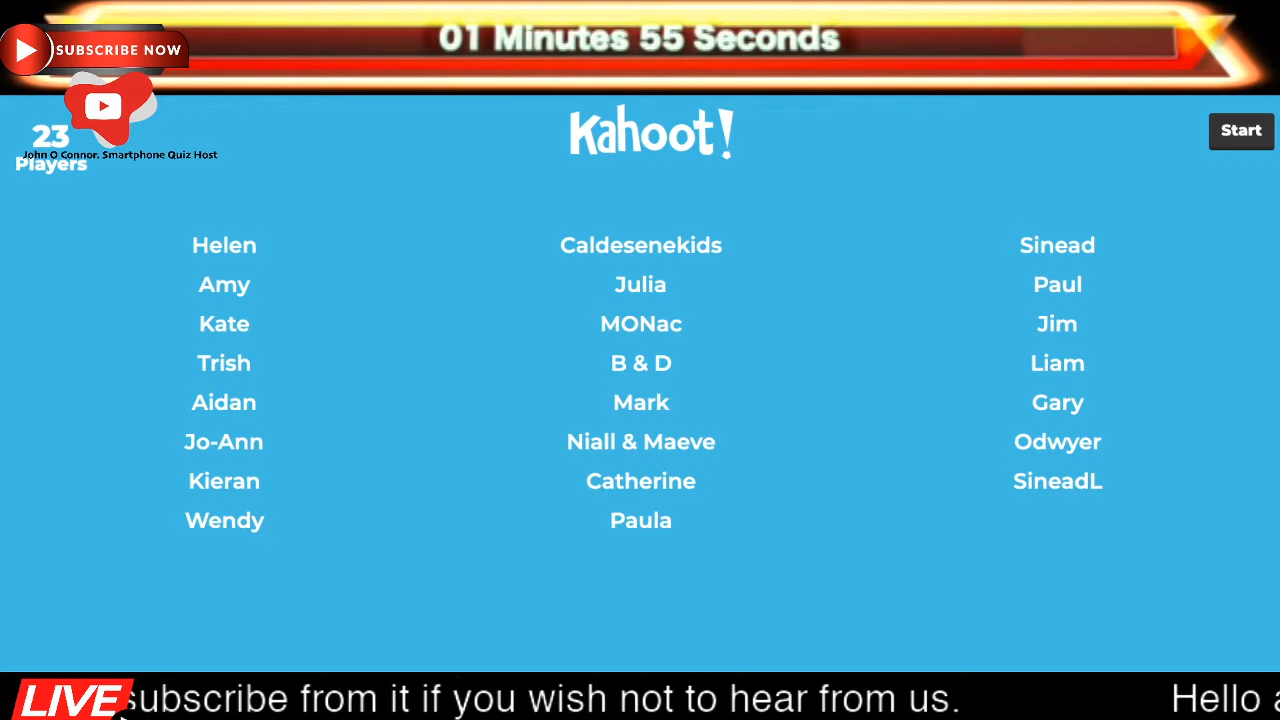 01 Minutes 55 Seconds
SUBSCRIBE NOW
Kahoot!
Start
23
John O Connor. Smartphone Quiz Host
Players
Helen
Amy
Kate
Trish
Aidan
Jo-Ann
Kieran
Wendy
Caldesenekids
Julia
MONac
B & D
Mark
Niall & Maeve
Catherine
Paula
Sinead
Paul
Jim
Liam
Gary
Odwyer
SineadL
LIVE
subscribe from it if you wish not to hear from us. Hello